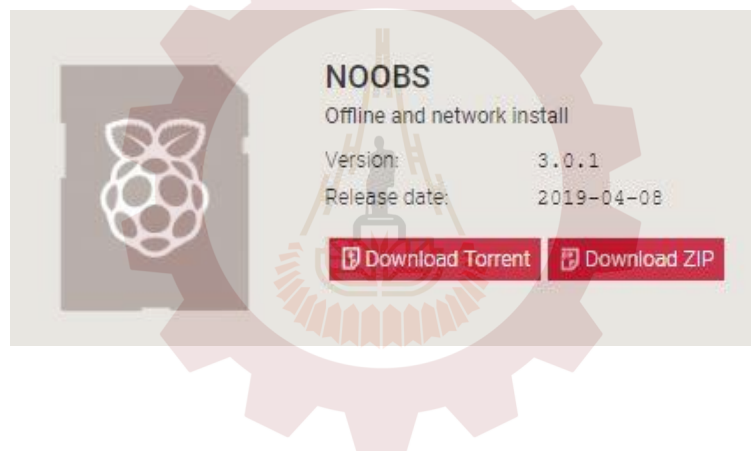 NOOBS
Offline and network install
Version: 3.0.1
Release date: 2019-04-08
Download Torrent Download ZIP